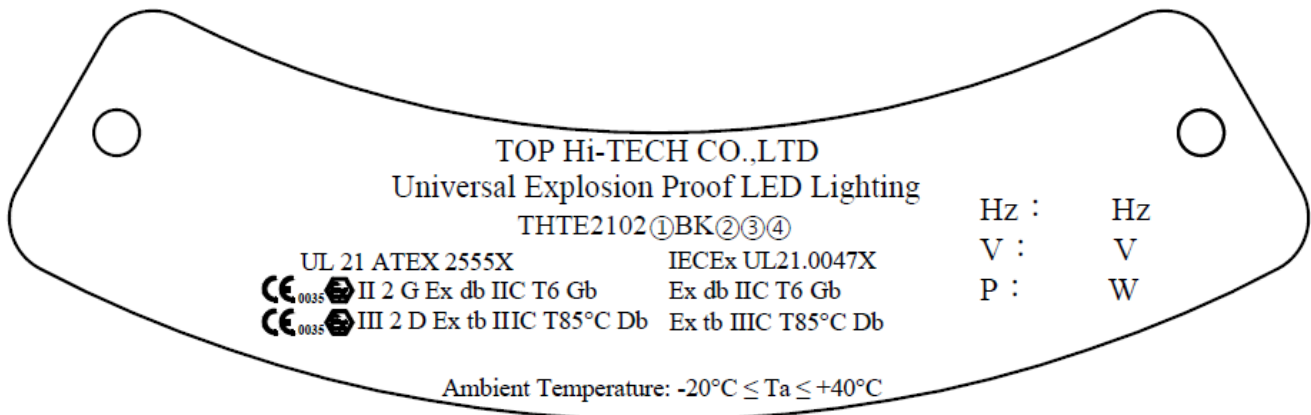 TOP Hi-TECH CO.,LTD
Universal Explosion Proof LED Lighting
THTE2102①BK②③④
UL 21 ATEX 2555X
CE 0035 Ex II 2 G Ex db IIC T6 Gb
CE 0035 Ex III 2 D Ex tb IIIC T85°C Db
IECEx UL21.0047X
Ex db IIC T6 Gb
Ex tb IIIC T85°C Db
Hz : Hz
V : V
P : W
Ambient Temperature: -20°C ≤ Ta ≤ +40°C